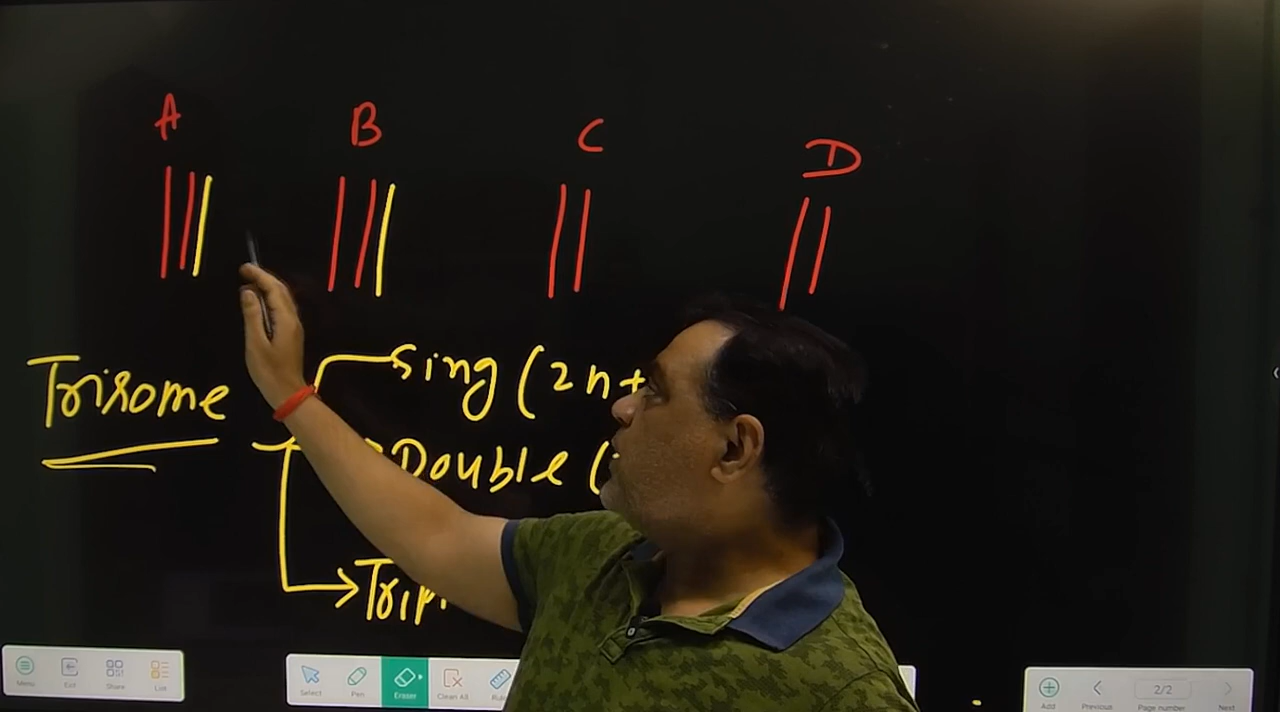 A B C D
Trisome
Sing (2n+
Double (
Trip
Menu Exit Share List Select Pen Eraser Clean All Add Previous 2/2 Page number Next